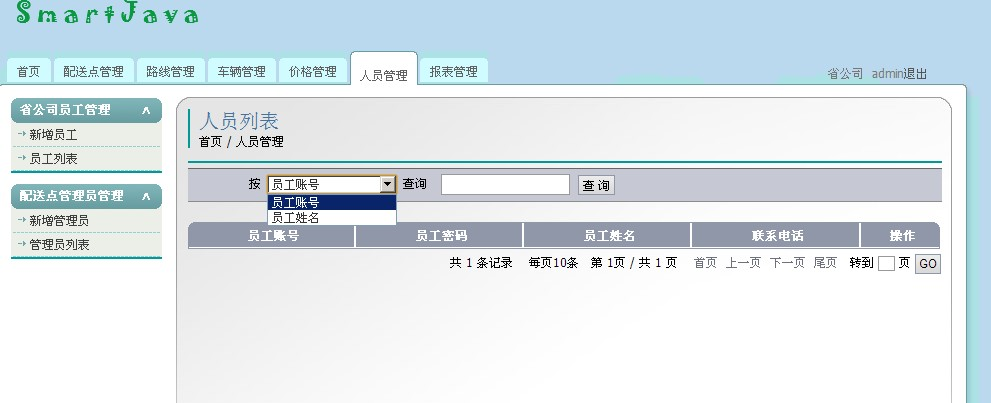 SmartJava
首页 配送点管理 路线管理 车辆管理 价格管理 人员管理 报表管理
省公司 admin退出
省公司员工管理
新增员工
员工列表
配送点管理员管理
新增管理员
管理员列表
人员列表
首页 / 人员管理
按 员工账号 查询 查询
员工账号
员工姓名
员工账号 员工密码 员工姓名 联系电话 操作
共 1 条记录 每页10条 第 1页 / 共 1 页 首页 上一页 下一页 尾页 转到 页 GO